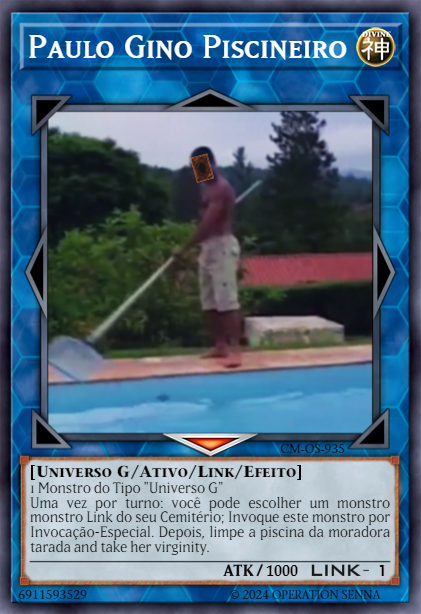 Paulo Gino Piscineiro
DIVINE
神
CM-OS-935
[Universo G/Ativo/Link/Efeito]
1 Monstro do Tipo "Universo G"
Uma vez por turno: você pode escolher um monstro
monstro Link do seu Cemitério; Invoque este monstro por
Invocação-Especial. Depois, limpe a piscina da moradora
tarada and take her virginity.
ATK/1000 LINK-1
6911593529 © 2024 OPERATION SENNA